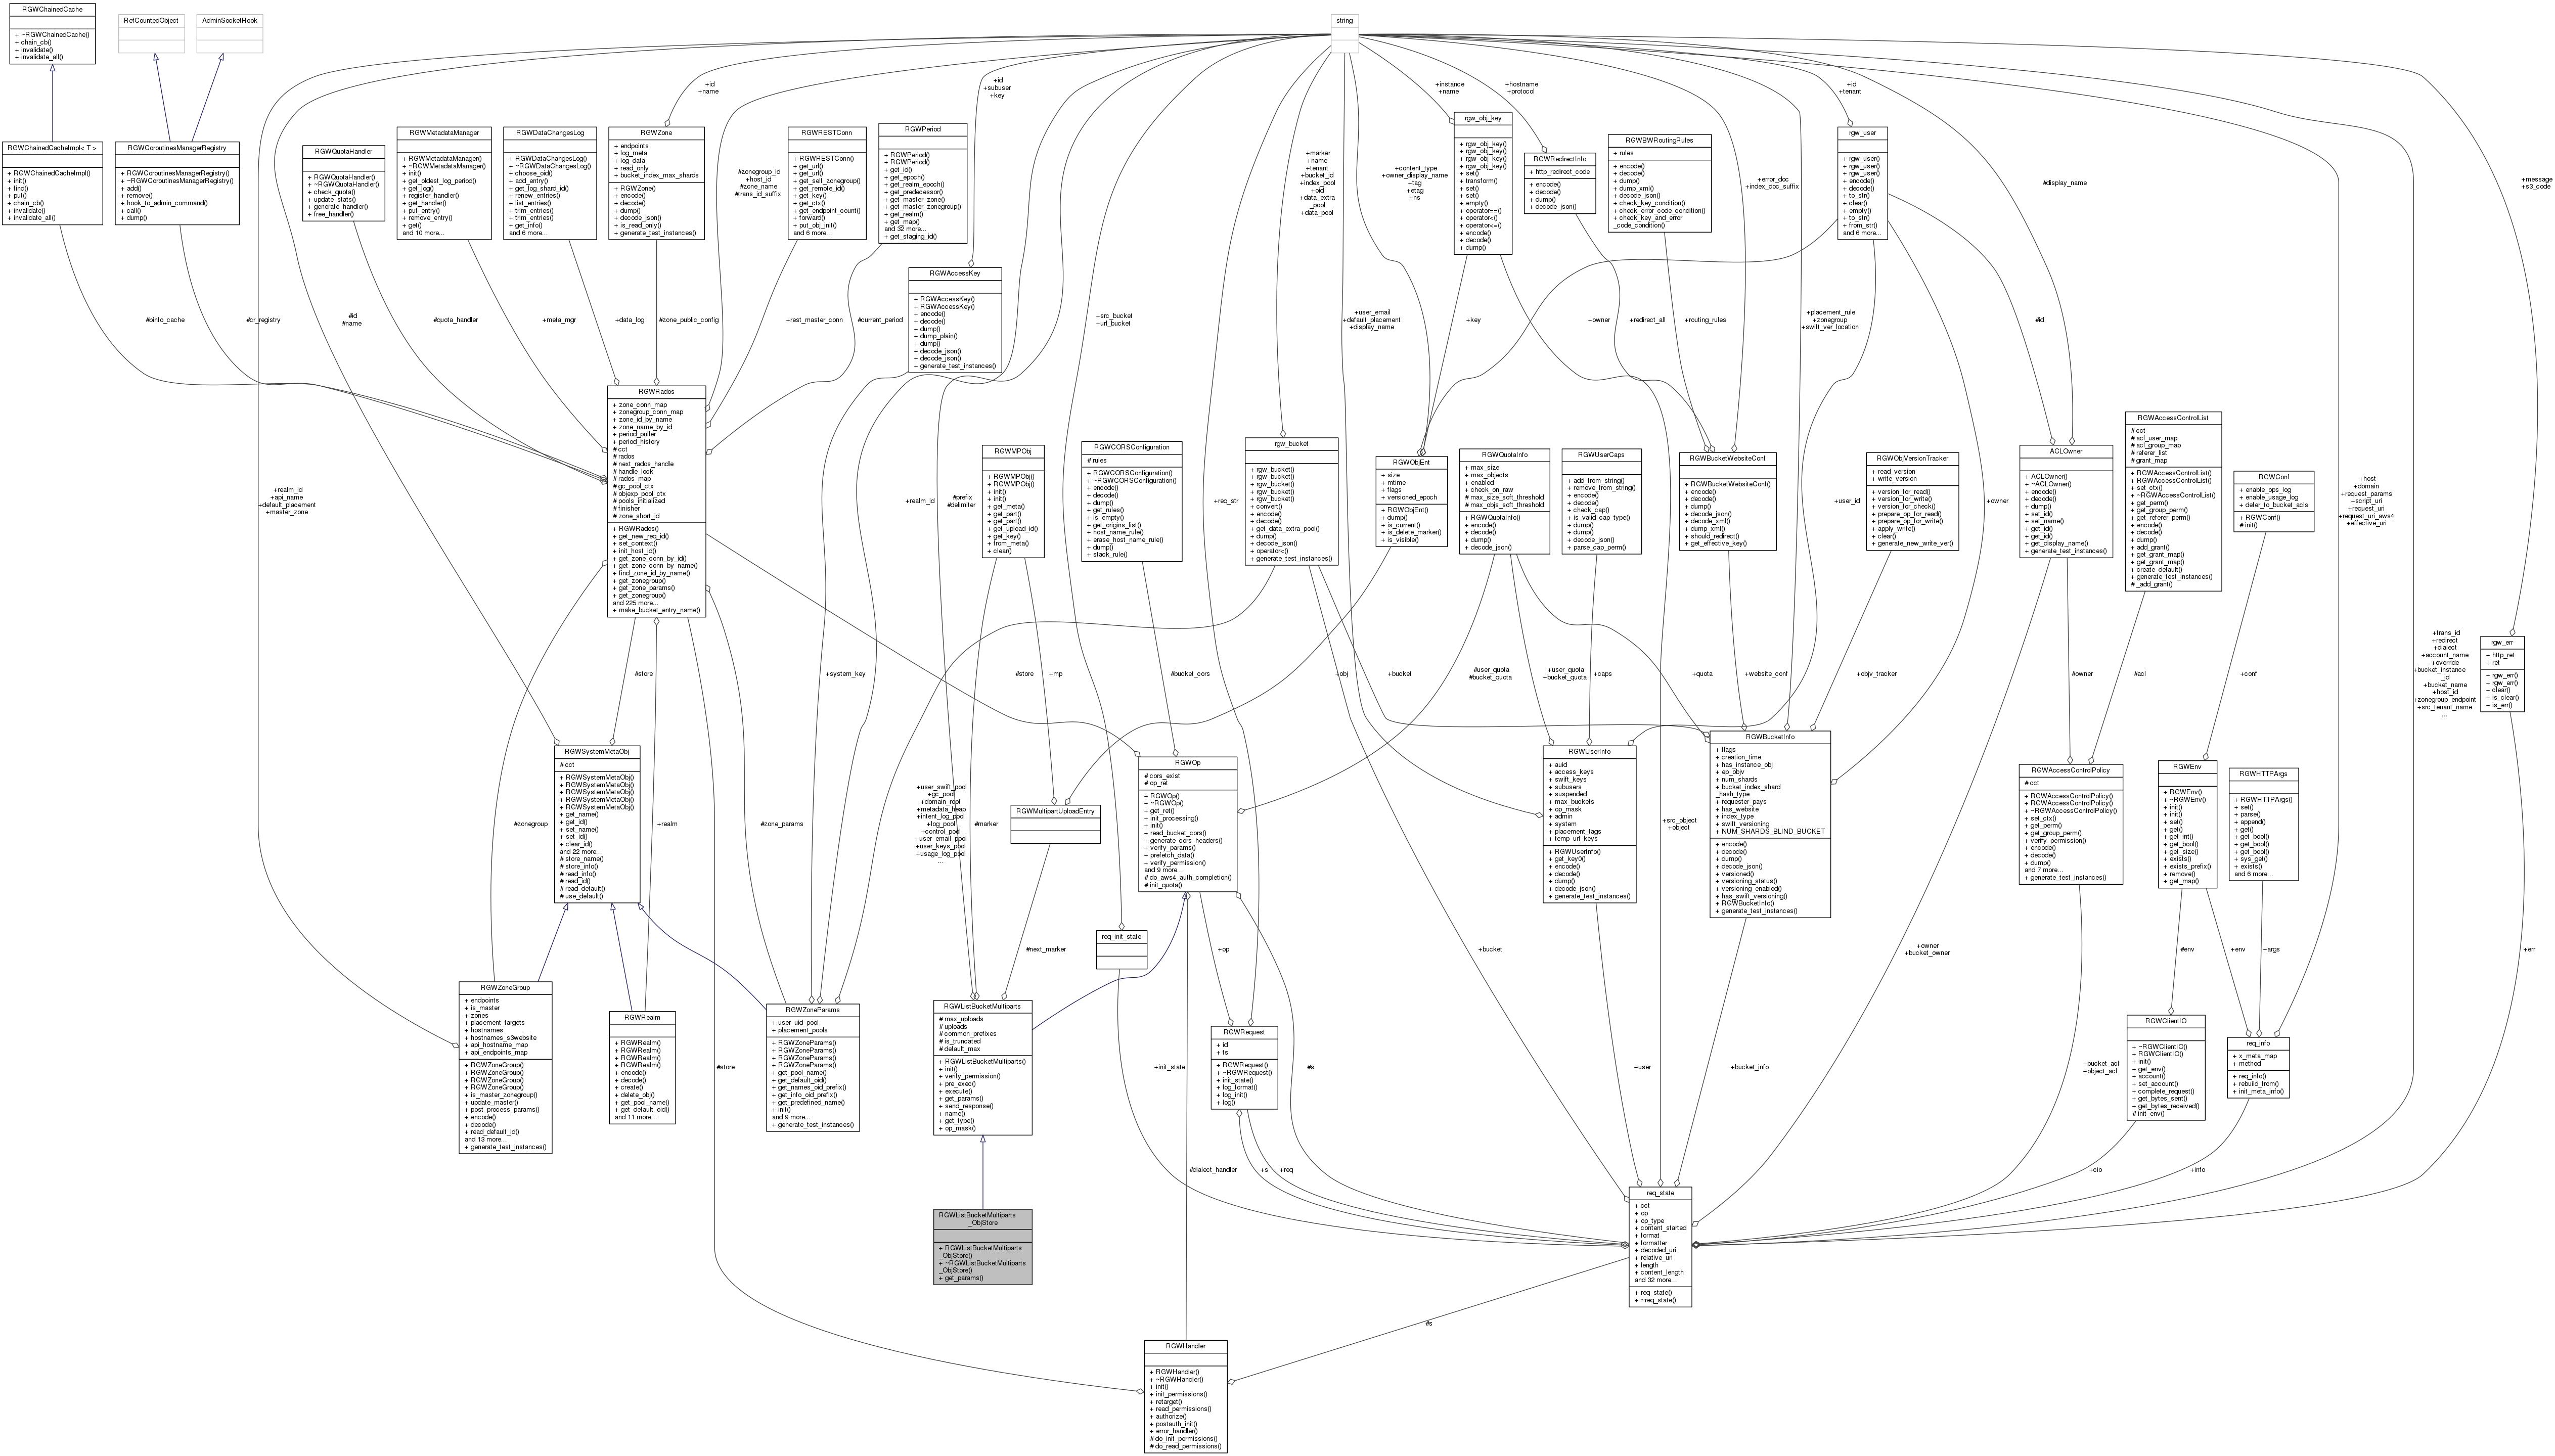 RGWChainedCache
+ ~RGWChainedCache()
+ chain_cb()
+ invalidate()
+ invalidate_all()
RefCountedObject
AdminSocketHook
string
RGWChainedCacheImpl< T >
+ RGWChainedCacheImpl()
+ init()
+ find()
+ put()
+ chain_cb()
+ invalidate()
+ invalidate_all()
RGWCoroutinesManagerRegistry
+ RGWCoroutinesManagerRegistry()
+ ~RGWCoroutinesManagerRegistry()
+ add()
+ remove()
+ hook_to_admin_command()
+ call()
+ dump()
RGWQuotaHandler
+ RGWQuotaHandler()
+ ~RGWQuotaHandler()
+ check_quota()
+ update_stats()
+ generate_handler()
+ free_handler()
RGWMetadataManager
+ RGWMetadataManager()
+ ~RGWMetadataManager()
+ init()
+ get_oldest_log_period()
+ get_log()
+ register_handler()
+ get_handler()
+ put_entry()
+ remove_entry()
+ get()
and 10 more...
RGWDataChangesLog
+ RGWDataChangesLog()
+ ~RGWDataChangesLog()
+ choose_oid()
+ add_entry()
+ get_log_shard_id()
+ renew_entries()
+ list_entries()
+ trim_entries()
+ trim_entries()
+ get_info()
and 6 more...
+id
+name
RGWZone
+ endpoints
+ log_meta
+ log_data
+ read_only
+ bucket_index_max_shards
+ RGWZone()
+ encode()
+ decode()
+ dump()
+ decode_json()
+ is_read_only()
+ generate_test_instances()
#zonegroup_id
#host_id
#zone_name
#trans_id_suffix
RGWRESTConn
+ RGWRESTConn()
+ get_url()
+ get_url()
+ get_self_zonegroup()
+ get_remote_id()
+ get_key()
+ get_ctx()
+ get_endpoint_count()
+ forward()
+ put_obj_init()
and 6 more...
RGWPeriod
+ RGWPeriod()
+ RGWPeriod()
+ get_id()
+ get_epoch()
+ get_realm_epoch()
+ get_predecessor()
+ get_master_zone()
+ get_master_zonegroup()
+ get_realm()
+ get_map()
and 32 more...
+ get_staging_id()
+id
+subuser
+key
RGWAccessKey
+ RGWAccessKey()
+ RGWAccessKey()
+ encode()
+ decode()
+ dump()
+ dump_plain()
+ dump()
+ decode_json()
+ decode_json()
+ generate_test_instances()
+marker
+name
+tenant
+bucket_id
+index_pool
+oid
+data_extra
_pool
+data_pool
+content_type
+owner_display_name
+tag
+etag
+ns
+instance
+name
rgw_obj_key
+ rgw_obj_key()
+ rgw_obj_key()
+ rgw_obj_key()
+ rgw_obj_key()
+ set()
+ transform()
+ set()
+ set()
+ empty()
+ operator==()
+ operator<()
+ operator<=()
+ encode()
+ decode()
+ dump()
+hostname
+protocol
RGWRedirectInfo
+ http_redirect_code
+ encode()
+ decode()
+ dump()
+ decode_json()
RGWBWRoutingRules
+ rules
+ encode()
+ decode()
+ dump()
+ dump_xml()
+ decode_json()
+ check_key_condition()
+ check_error_code_condition()
+ check_key_and_error
_code_condition()
+error_doc
+index_doc_suffix
+id
+tenant
rgw_user
+ rgw_user()
+ rgw_user()
+ rgw_user()
+ encode()
+ decode()
+ to_str()
+ clear()
+ empty()
+ to_str()
+ from_str()
and 6 more...
#display_name
+message
+s3_code
#binfo_cache
#cr_registry
#id
#name
#quota_handler
+meta_mgr
+data_log
#zone_public_config
+rest_master_conn
#current_period
+src_bucket
+url_bucket
+user_email
+default_placement
+display_name
+key
+owner
+redirect_all
+routing_rules
+placement_rule
+zonegroup
+swift_ver_location
#id
RGWRados
+ zone_conn_map
+ zonegroup_conn_map
+ zone_id_by_name
+ zone_name_by_id
+ period_puller
+ period_history
# cct
# rados
# next_rados_handle
# handle_lock
# rados_map
# gc_pool_ctx
# objexp_pool_ctx
# pools_initialized
# finisher
# zone_short_id
+ RGWRados()
+ get_new_req_id()
+ set_context()
+ init_host_id()
+ get_zone_conn_by_id()
+ get_zone_conn_by_name()
+ find_zone_id_by_name()
+ get_zonegroup()
+ get_zone_params()
+ get_zonegroup()
and 225 more...
+ make_bucket_entry_name()
+realm_id
+api_name
+default_placement
+master_zone
+realm_id
#prefix
#delimiter
RGWMPObj
+ RGWMPObj()
+ RGWMPObj()
+ init()
+ init()
+ get_meta()
+ get_part()
+ get_part()
+ get_upload_id()
+ get_key()
+ from_meta()
+ clear()
RGWCORSConfiguration
# rules
+ RGWCORSConfiguration()
+ ~RGWCORSConfiguration()
+ encode()
+ decode()
+ dump()
+ get_rules()
+ is_empty()
+ get_origins_list()
+ host_name_rule()
+ erase_host_name_rule()
+ dump()
+ stack_rule()
+req_str
rgw_bucket
+ rgw_bucket()
+ rgw_bucket()
+ rgw_bucket()
+ rgw_bucket()
+ rgw_bucket()
+ convert()
+ encode()
+ decode()
+ get_data_extra_pool()
+ dump()
+ decode_json()
+ operator<()
+ generate_test_instances()
RGWObjEnt
+ size
+ mtime
+ flags
+ versioned_epoch
+ RGWObjEnt()
+ dump()
+ is_current()
+ is_delete_marker()
+ is_visible()
RGWQuotaInfo
+ max_size
+ max_objects
+ enabled
+ check_on_raw
# max_size_soft_threshold
# max_objs_soft_threshold
+ RGWQuotaInfo()
+ encode()
+ decode()
+ dump()
+ decode_json()
RGWUserCaps
+ add_from_string()
+ remove_from_string()
+ encode()
+ decode()
+ check_cap()
+ is_valid_cap_type()
+ dump()
+ dump()
+ decode_json()
+ parse_cap_perm()
RGWBucketWebsiteConf
+ RGWBucketWebsiteConf()
+ encode()
+ decode()
+ dump()
+ decode_json()
+ decode_xml()
+ dump_xml()
+ should_redirect()
+ get_effective_key()
+user_id
RGWObjVersionTracker
+ read_version
+ write_version
+ version_for_read()
+ version_for_write()
+ version_for_check()
+ prepare_op_for_read()
+ prepare_op_for_write()
+ apply_write()
+ clear()
+ generate_new_write_ver()
+owner
ACLOwner
+ ACLOwner()
+ ~ACLOwner()
+ encode()
+ decode()
+ dump()
+ set_id()
+ set_name()
+ get_id()
+ get_id()
+ get_display_name()
+ generate_test_instances()
RGWAccessControlList
# cct
# acl_user_map
# acl_group_map
# referer_list
# grant_map
+ RGWAccessControlList()
+ RGWAccessControlList()
+ set_ctx()
+ ~RGWAccessControlList()
+ get_perm()
+ get_group_perm()
+ get_referer_perm()
+ encode()
+ decode()
+ dump()
+ add_grant()
+ get_grant_map()
+ get_grant_map()
+ create_default()
+ generate_test_instances()
# _add_grant()
RGWConf
+ enable_ops_log
+ enable_usage_log
+ defer_to_bucket_acls
+ RGWConf()
# init()
+host
+domain
+request_params
+script_uri
+request_uri
+request_uri_aws4
+effective_uri
#store
+realm
#store
+system_key
#store
+mp
#bucket_cors
+obj
+bucket
#user_quota
#bucket_quota
+user_quota
+bucket_quota
+caps
+quota
+website_conf
+objv_tracker
#owner
#acl
+conf
+trans_id
+redirect
+dialect
+account_name
+override
+bucket_instance
_id
+bucket_name
+host_id
+zonegroup_endpoint
+src_tenant_name
...
rgw_err
+ http_ret
+ ret
+ rgw_err()
+ rgw_err()
+ clear()
+ is_clear()
+ is_err()
RGWSystemMetaObj
# cct
+ RGWSystemMetaObj()
+ RGWSystemMetaObj()
+ RGWSystemMetaObj()
+ RGWSystemMetaObj()
+ RGWSystemMetaObj()
+ get_name()
+ get_id()
+ set_name()
+ set_id()
+ clear_id()
and 22 more...
# store_name()
# store_info()
# read_info()
# read_id()
# read_default()
# use_default()
#zonegroup
#zone_params
+user_swift_pool
+gc_pool
+domain_root
+metadata_heap
+intent_log_pool
+log_pool
+control_pool
+user_email_pool
+user_keys_pool
+usage_log_pool
...
#marker
RGWMultipartUploadEntry
#next_marker
RGWOp
# cors_exist
# op_ret
+ RGWOp()
+ ~RGWOp()
+ get_ret()
+ init_processing()
+ init()
+ read_bucket_cors()
+ generate_cors_headers()
+ verify_params()
+ prefetch_data()
+ verify_permission()
and 9 more...
# do_aws4_auth_completion()
# init_quota()
req_init_state
+op
+bucket
RGWUserInfo
+ auid
+ access_keys
+ swift_keys
+ subusers
+ suspended
+ max_buckets
+ op_mask
+ admin
+ system
+ placement_tags
+ temp_url_keys
+ RGWUserInfo()
+ get_key0()
+ encode()
+ decode()
+ dump()
+ decode_json()
+ generate_test_instances()
+src_object
+object
RGWBucketInfo
+ flags
+ creation_time
+ has_instance_obj
+ ep_objv
+ num_shards
+ bucket_index_shard
_hash_type
+ requester_pays
+ has_website
+ index_type
+ swift_versioning
+ NUM_SHARDS_BLIND_BUCKET
+ encode()
+ decode()
+ dump()
+ decode_json()
+ versioned()
+ versioning_status()
+ versioning_enabled()
+ has_swift_versioning()
+ RGWBucketInfo()
+ generate_test_instances()
+owner
+bucket_owner
RGWAccessControlPolicy
# cct
+ RGWAccessControlPolicy()
+ RGWAccessControlPolicy()
+ ~RGWAccessControlPolicy()
+ set_ctx()
+ get_perm()
+ get_group_perm()
+ verify_permission()
+ encode()
+ decode()
+ dump()
and 7 more...
+ generate_test_instances()
RGWEnv
+ RGWEnv()
+ ~RGWEnv()
+ init()
+ init()
+ set()
+ get()
+ get_int()
+ get_bool()
+ get_size()
+ exists()
+ exists_prefix()
+ remove()
+ get_map()
RGWHTTPArgs
+ RGWHTTPArgs()
+ set()
+ parse()
+ append()
+ get()
+ get_bool()
+ get_bool()
+ get_bool()
+ sys_get()
+ exists()
and 6 more...
#env
+env
+args
+err
RGWZoneGroup
+ endpoints
+ is_master
+ zones
+ placement_targets
+ hostnames
+ hostnames_s3website
+ api_hostname_map
+ api_endpoints_map
+ RGWZoneGroup()
+ RGWZoneGroup()
+ RGWZoneGroup()
+ RGWZoneGroup()
+ is_master_zonegroup()
+ update_master()
+ post_process_params()
+ encode()
+ decode()
+ read_default_id()
and 13 more...
+ generate_test_instances()
RGWRealm
+ RGWRealm()
+ RGWRealm()
+ RGWRealm()
+ RGWRealm()
+ encode()
+ decode()
+ create()
+ delete_obj()
+ get_pool_name()
+ get_default_oid()
and 11 more...
RGWZoneParams
+ user_uid_pool
+ placement_pools
+ RGWZoneParams()
+ RGWZoneParams()
+ RGWZoneParams()
+ RGWZoneParams()
+ get_pool_name()
+ get_default_oid()
+ get_names_oid_prefix()
+ get_info_oid_prefix()
+ get_predefined_name()
+ init()
and 9 more...
+ generate_test_instances()
RGWListBucketMultiparts
# max_uploads
# uploads
# common_prefixes
# is_truncated
# default_max
+ RGWListBucketMultiparts()
+ init()
+ verify_permission()
+ pre_exec()
+ execute()
+ get_params()
+ send_response()
+ name()
+ get_type()
+ op_mask()
+init_state
RGWRequest
+ id
+ ts
+ RGWRequest()
+ ~RGWRequest()
+ init_state()
+ log_format()
+ log_init()
+ log()
#s
+user
+bucket_info
+bucket_acl
+object_acl
RGWClientIO
+ ~RGWClientIO()
+ RGWClientIO()
+ init()
+ get_env()
+ account()
+ set_account()
+ complete_request()
+ get_bytes_sent()
+ get_bytes_received()
# init_env()
req_info
+ x_meta_map
+ method
+ req_info()
+ rebuild_from()
+ init_meta_info()
#dialect_handler
+s
+req
+cio
+info
RGWListBucketMultiparts
_ObjStore
+ RGWListBucketMultiparts
_ObjStore()
+ ~RGWListBucketMultiparts
_ObjStore()
+ get_params()
req_state
+ cct
+ op
+ op_type
+ content_started
+ format
+ formatter
+ decoded_uri
+ relative_uri
+ length
+ content_length
and 32 more...
+ req_state()
+ ~req_state()
#s
RGWHandler
+ RGWHandler()
+ ~RGWHandler()
+ init()
+ init_permissions()
+ retarget()
+ read_permissions()
+ authorize()
+ postauth_init()
+ error_handler()
# do_init_permissions()
# do_read_permissions()